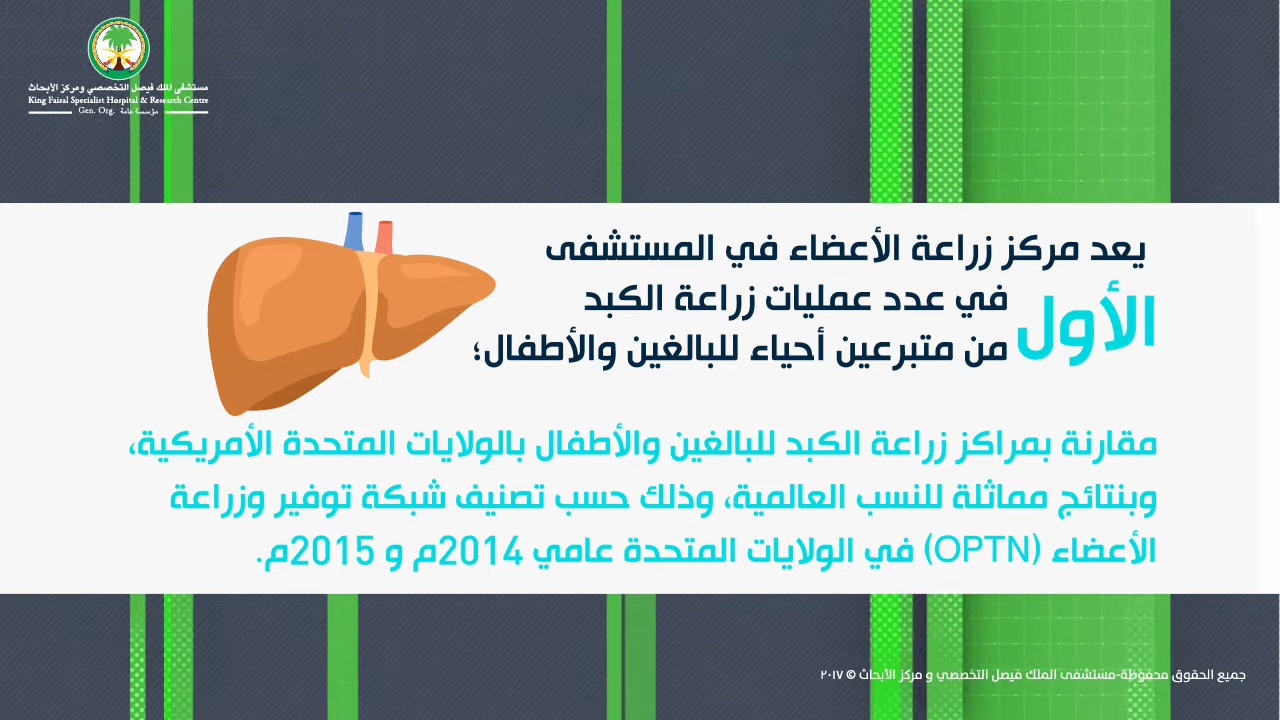 مستشفى الملك فيصل التخصصي ومركز الأبحاث
King Faisal Specialist Hospital & Research Centre
Gen. Org. مؤسسة عامة
يعد مركز زراعة الأعضاء في المستشفى
الأول في عدد عمليات زراعة الكبد
من متبرعين أحياء للبالغين والأطفال؛
مقارنة بمراكز زراعة الكبد للبالغين والأطفال بالولايات المتحدة الأمريكية،
وبنتائج مماثلة للنسب العالمية، وذلك حسب تصنيف شبكة توفير وزراعة
الأعضاء (OPTN) في الولايات المتحدة عامي 2014م و 2015م.
جميع الحقوق محفوظة-مستشفى الملك فيصل التخصصي و مركز الأبحاث © ٢٠١٧